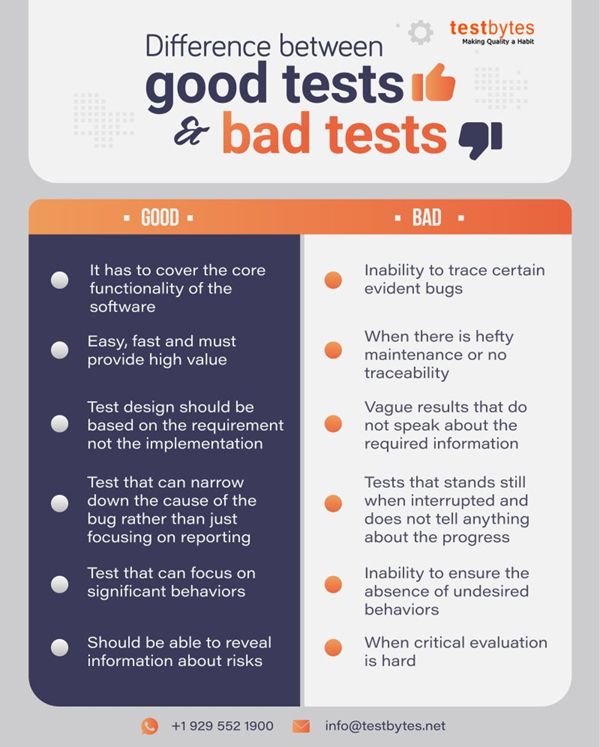 testbytes
Making Quality a Habit
Difference between
good tests
& bad tests
GOOD
BAD
It has to cover the core
functionality of the
software
Easy, fast and must
provide high value
Test design should be
based on the requirement
not the implementation
Test that can narrow
down the cause of the
bug rather than just
focusing on reporting
Test that can focus on
significant behaviors
Should be able to reveal
information about risks
Inability to trace certain
evident bugs
When there is hefty
maintenance or no
traceability
Vague results that do
not speak about the
required information
Tests that stands still
when interrupted and
does not tell anything
about the progress
Inability to ensure the
absence of undesired
behaviors
When critical evaluation
is hard
+1 929 552 1900
info@testbytes.net